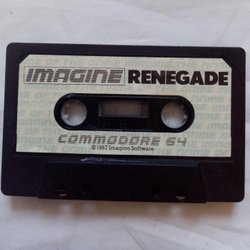 IMAGINE RENEGADE
COMMODORE 64
©1987 Imagine Software